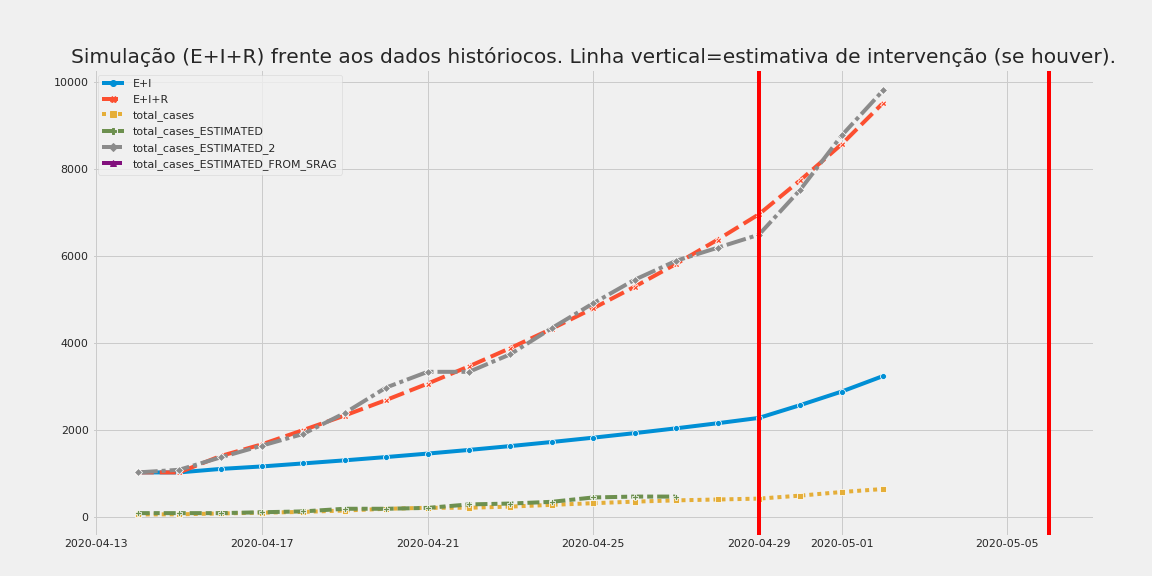 Simulação (E+I+R) frente aos dados históriocos. Linha vertical=estimativa de intervenção (se houver).
E+I
E+I+R
total_cases
total_cases_ESTIMATED
total_cases_ESTIMATED_2
total_cases_ESTIMATED_FROM_SRAG
10000
8000
6000
4000
2000
0
2020-04-13 2020-04-17 2020-04-21 2020-04-25 2020-04-29 2020-05-01 2020-05-05